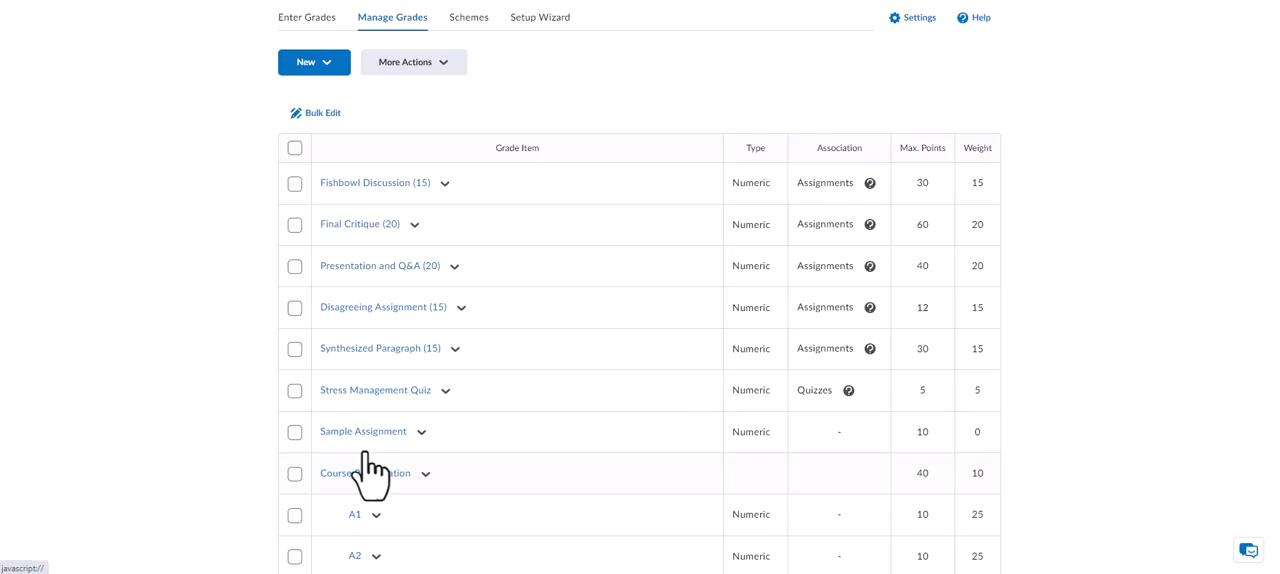 Enter Grades Manage Grades Schemes Setup Wizard Settings Help
New More Actions
Bulk Edit
Grade Item Type Association Max. Points Weight
Fishbowl Discussion (15) Numeric Assignments 30 15
Final Critique (20) Numeric Assignments 60 20
Presentation and Q&A (20) Numeric Assignments 40 20
Disagreeing Assignment (15) Numeric Assignments 12 15
Synthesized Paragraph (15) Numeric Assignments 30 15
Stress Management Quiz Numeric Quizzes 5 5
Sample Assignment Numeric - 10 0
Course 40 10
A1 Numeric - 10 25
A2 Numeric - 10 25
javascript://